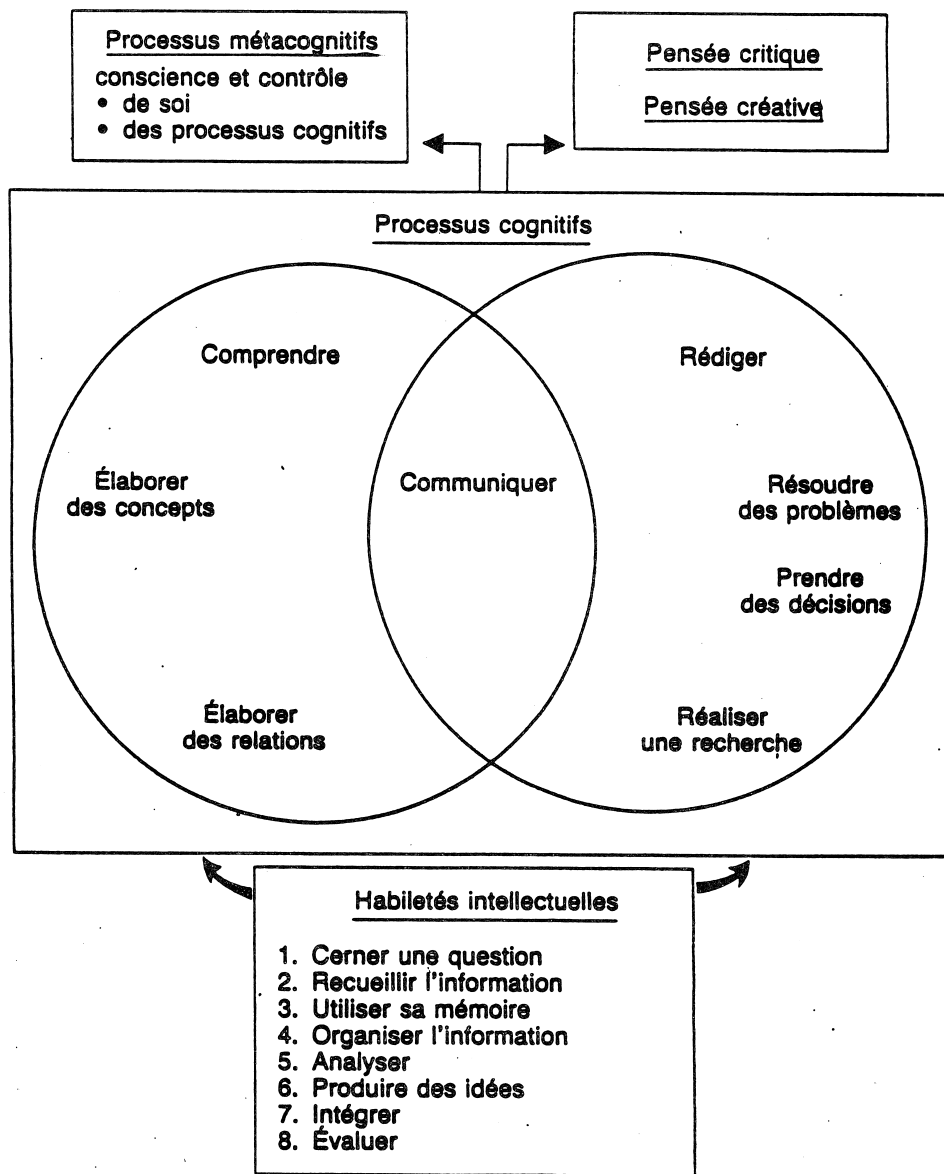 Processus métacognitifs
conscience et contrôle
• de soi
• des processus cognitifs
Pensée critique
Pensée créative
Processus cognitifs
Comprendre
Rédiger
Élaborer
des concepts
Communiquer
Résoudre
des problèmes
Prendre
des décisions
Élaborer
des relations
Réaliser
une recherche
Habiletés intellectuelles
1. Cerner une question
2. Recueillir l'information
3. Utiliser sa mémoire
4. Organiser l'information
5. Analyser
6. Produire des idées
7. Intégrer
8. Évaluer